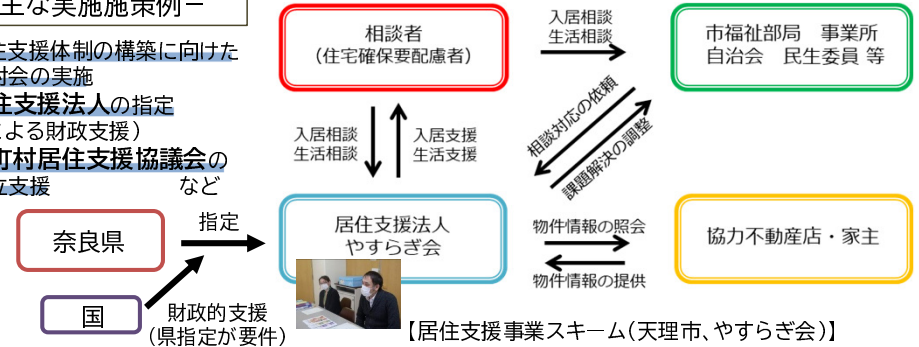 主な実施施策例－
支援体制の構築に向けた
討会の実施
住支援法人の指定
による財政支援）
町村居住支援協議会の
立支援 など
相談者
（住宅確保要配慮者）
入居相談
生活相談
市福祉部局 事業所
自治会 民生委員 等
入居相談
生活相談
入居支援
生活支援
相談対応の依頼
課題解決の調整
奈良県
指定
居住支援法人
やすらぎ会
物件情報の照会
物件情報の提供
協力不動産店・家主
国
財政的支援
（県指定が要件）
【居住支援事業スキーム（天理市、やすらぎ会）】